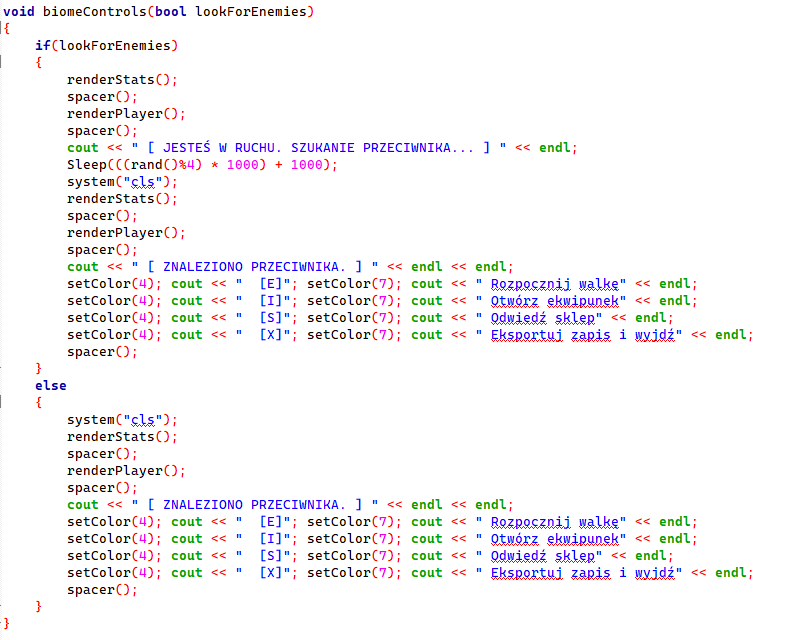 void biomeControls(bool lookForEnemies)
{
    if(lookForEnemies)
    {
        renderStats();
        spacer();
        renderPlayer();
        spacer();
        cout << " [ JESTEŚ W RUCHU. SZUKANIE PRZECIWNIKA... ] " << endl;
        Sleep(((rand()%4) * 1000) + 1000);
        system("cls");
        renderStats();
        spacer();
        renderPlayer();
        spacer();
        cout << " [ ZNALEZIONO PRZECIWNIKA. ] " << endl << endl;
        setColor(4); cout << "  [E]"; setColor(7); cout << " Rozpocznij walkę" << endl;
        setColor(4); cout << "  [I]"; setColor(7); cout << " Otwórz ekwipunek" << endl;
        setColor(4); cout << "  [S]"; setColor(7); cout << " Odwiedź sklep" << endl;
        setColor(4); cout << "  [X]"; setColor(7); cout << " Eksportuj zapis i wyjdź" << endl;
        spacer();
    }
    else
    {
        system("cls");
        renderStats();
        spacer();
        renderPlayer();
        spacer();
        cout << " [ ZNALEZIONO PRZECIWNIKA. ] " << endl << endl;
        setColor(4); cout << "  [E]"; setColor(7); cout << " Rozpocznij walkę" << endl;
        setColor(4); cout << "  [I]"; setColor(7); cout << " Otwórz ekwipunek" << endl;
        setColor(4); cout << "  [S]"; setColor(7); cout << " Odwiedź sklep" << endl;
        setColor(4); cout << "  [X]"; setColor(7); cout << " Eksportuj zapis i wyjdź" << endl;
        spacer();
    }
}